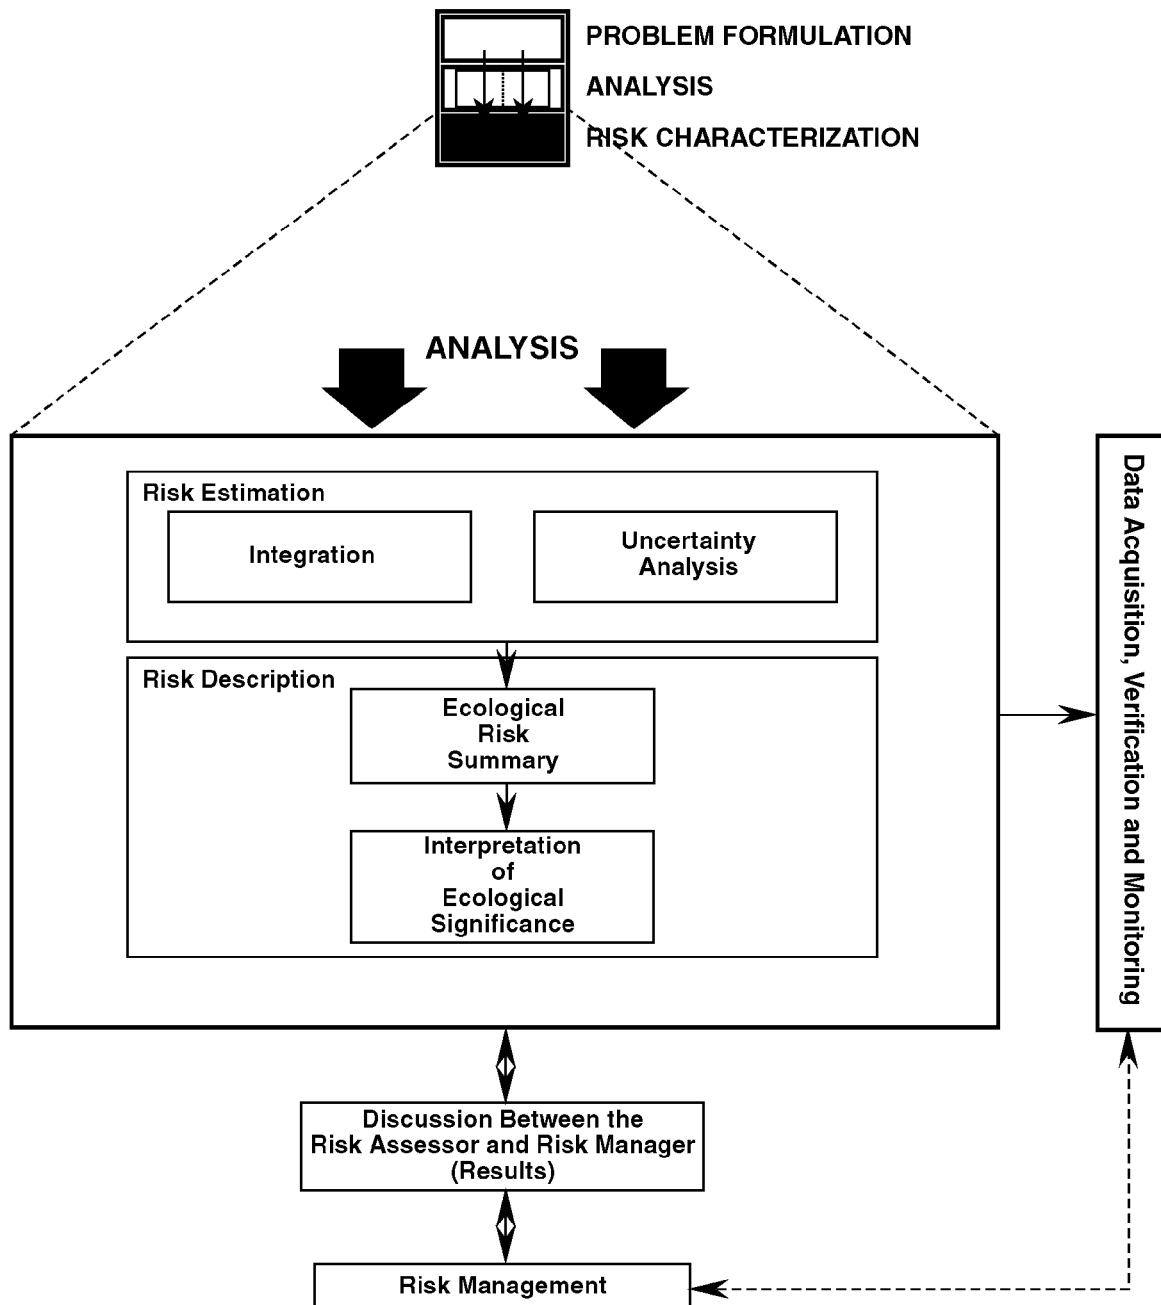 PROBLEM FORMULATION
ANALYSIS
RISK CHARACTERIZATION
ANALYSIS
Risk Estimation
Integration
Uncertainty
Analysis
Risk Description
Ecological
Risk
Summary
Interpretation
of
Ecological
Significance
Data Acquisition, Verification and Monitoring
Discussion Between the
Risk Assessor and Risk Manager
(Results)
Risk Management